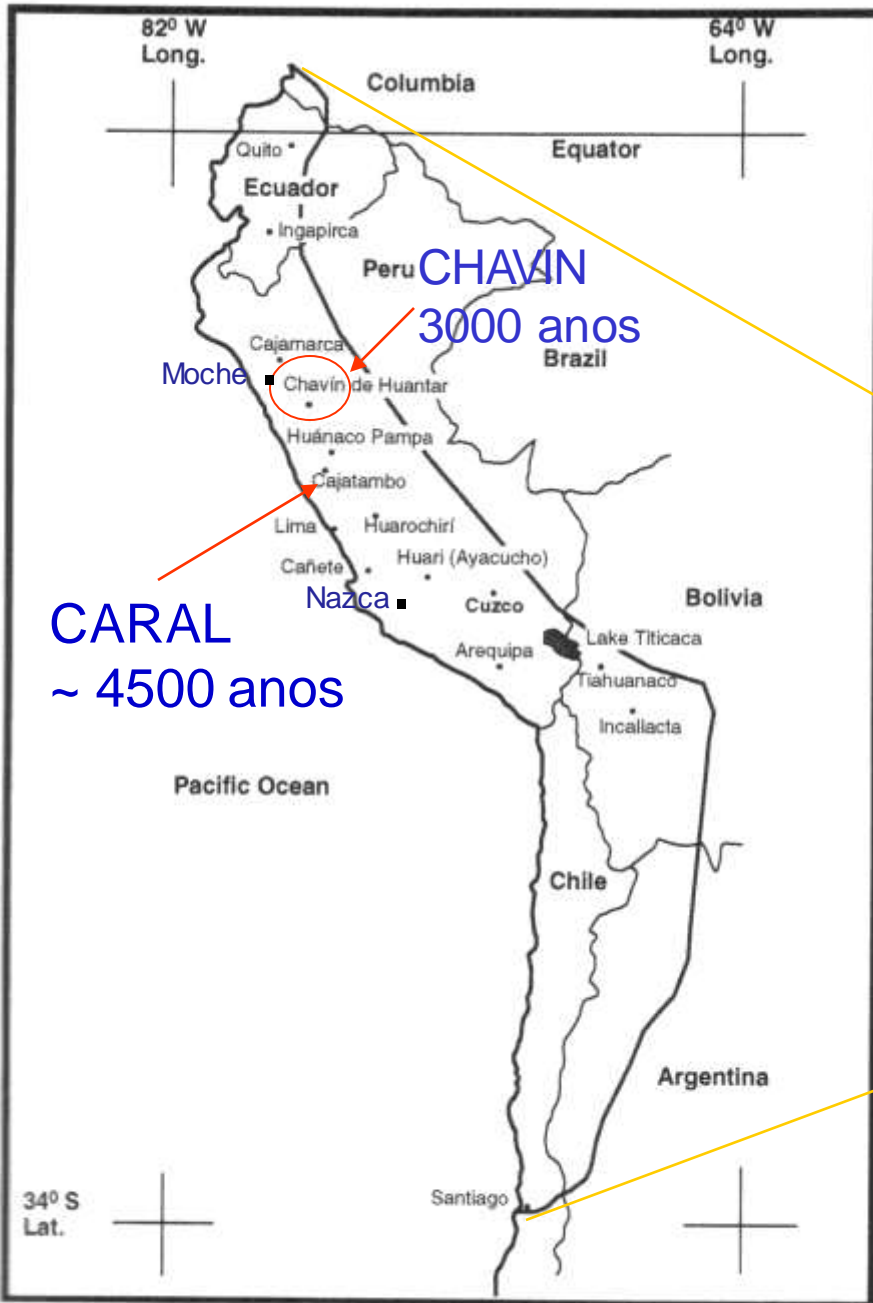 82⁰ W
Long.
64⁰ W
Long.
Columbia
Quito
Equator
Ecuador
Ingapirca
Peru
CHAVIN
3000 anos
Cajamarca
Brazil
Moche
Chavín de Huantar
Huánaco Pampa
Cajatambo
Lima
Huarochirí
Cañete
Huari (Ayacucho)
Nazca
Cuzco
Bolivia
CARAL
~ 4500 anos
Lake Titicaca
Arequipa
Tiahuanaco
Incallacta
Pacific Ocean
Chile
Argentina
34⁰ S
Lat.
Santiago